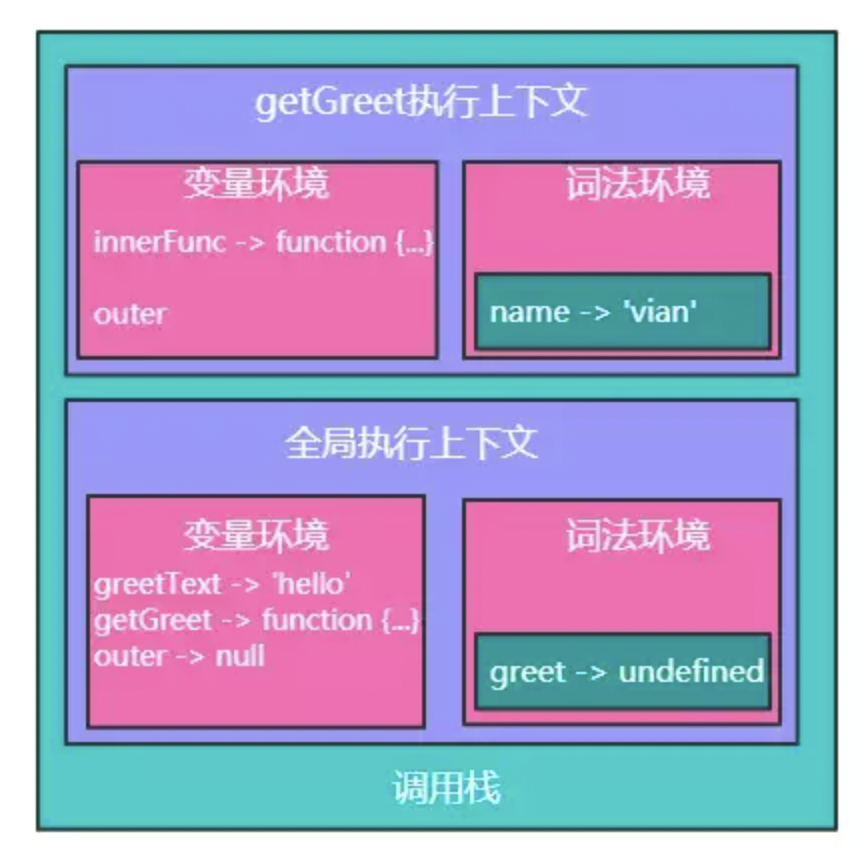 getGreet执行上下文
变量环境
innerFunc -> function {...}
outer
词法环境
name -> 'vian'
全局执行上下文
变量环境
greetText -> 'hello'
getGreet -> function {...}
outer -> null
词法环境
greet -> undefined
调用栈